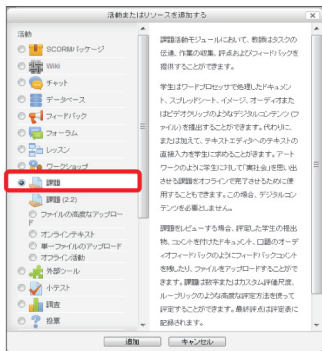 活動またはリソースを追加する
活動
SCORMパッケージ
Wiki
チャット
データベース
フィードバック
フォーラム
レッスン
ワークショップ
課題
課題 (2.2)
ファイルの高度なアップロー
ド
オンラインテキスト
単一ファイルのアップロード
オフライン活動
外部ツール
小テスト
調査
投票
課題活動モジュールにおいて、教師はタスクの
伝達、作業の収集、評点およびフィードバックを
提供することができます。
学生はワードプロセッサで処理したドキュメン
ト、スプレッドシート、イメージ、オーディオまた
はビデオクリップのようなデジタルコンテンツ (フ
ァイル) を提出することができます。代わりに、
または加えて、テキストエディタへのテキストの
直接入力を学生に求めることができます。アート
ワークのように学生に対して「実社会」を思い出
させる課題をオフラインで完了させるために使
用することもできます。この場合、デジタルコン
テンツを必要としません。
課題をレビューする場合、評定した学生の提出
物、コメントを付けたドキュメント、口頭のオーデ
ィオフィードバックのようにフィードバックコメント
を残したり、ファイルをアップロードすることがで
きます。課題は数字またはカスタム評価尺度、
ルーブリックのような高度な評定方法を使って
評定することができます。最終評点は評定表に
記録されます。
追加
キャンセル